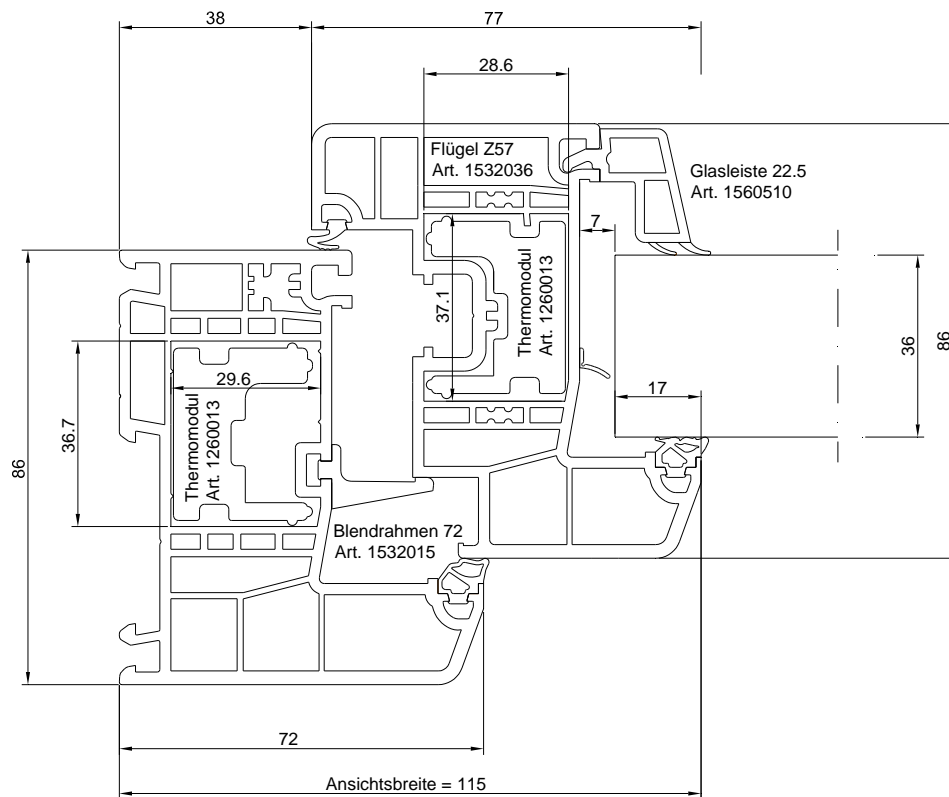 38
77
28.6
Flügel Z57
Art. 1532036
Glasleiste 22.5
Art. 1560510
7
37.1
Thermomodul
Art. 1260013
36
86
29.6
17
36.7
Thermomodul
Art. 1260013
86
Blendrahmen 72
Art. 1532015
72
Ansichtsbreite = 115